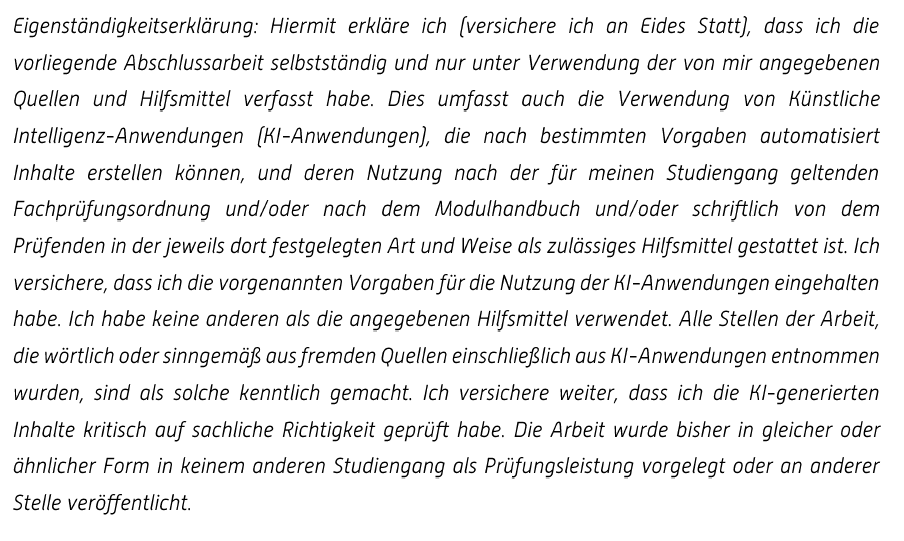 Eigenständigkeitserklärung: Hiermit erkläre ich (versichere ich an Eides Statt), dass ich die
vorliegende Abschlussarbeit selbstständig und nur unter Verwendung der von mir angegebenen
Quellen und Hilfsmittel verfasst habe. Dies umfasst auch die Verwendung von Künstliche
Intelligenz-Anwendungen (KI-Anwendungen), die nach bestimmten Vorgaben automatisiert
Inhalte erstellen können, und deren Nutzung nach der für meinen Studiengang geltenden
Fachprüfungsordnung und/oder nach dem Modulhandbuch und/oder schriftlich von dem
Prüfenden in der jeweils dort festgelegten Art und Weise als zulässiges Hilfsmittel gestattet ist. Ich
versichere, dass ich die vorgenannten Vorgaben für die Nutzung der KI-Anwendungen eingehalten
habe. Ich habe keine anderen als die angegebenen Hilfsmittel verwendet. Alle Stellen der Arbeit,
die wörtlich oder sinngemäß aus fremden Quellen einschließlich aus KI-Anwendungen entnommen
wurden, sind als solche kenntlich gemacht. Ich versichere weiter, dass ich die KI-generierten
Inhalte kritisch auf sachliche Richtigkeit geprüft habe. Die Arbeit wurde bisher in gleicher oder
ähnlicher Form in keinem anderen Studiengang als Prüfungsleistung vorgelegt oder an anderer
Stelle veröffentlicht.